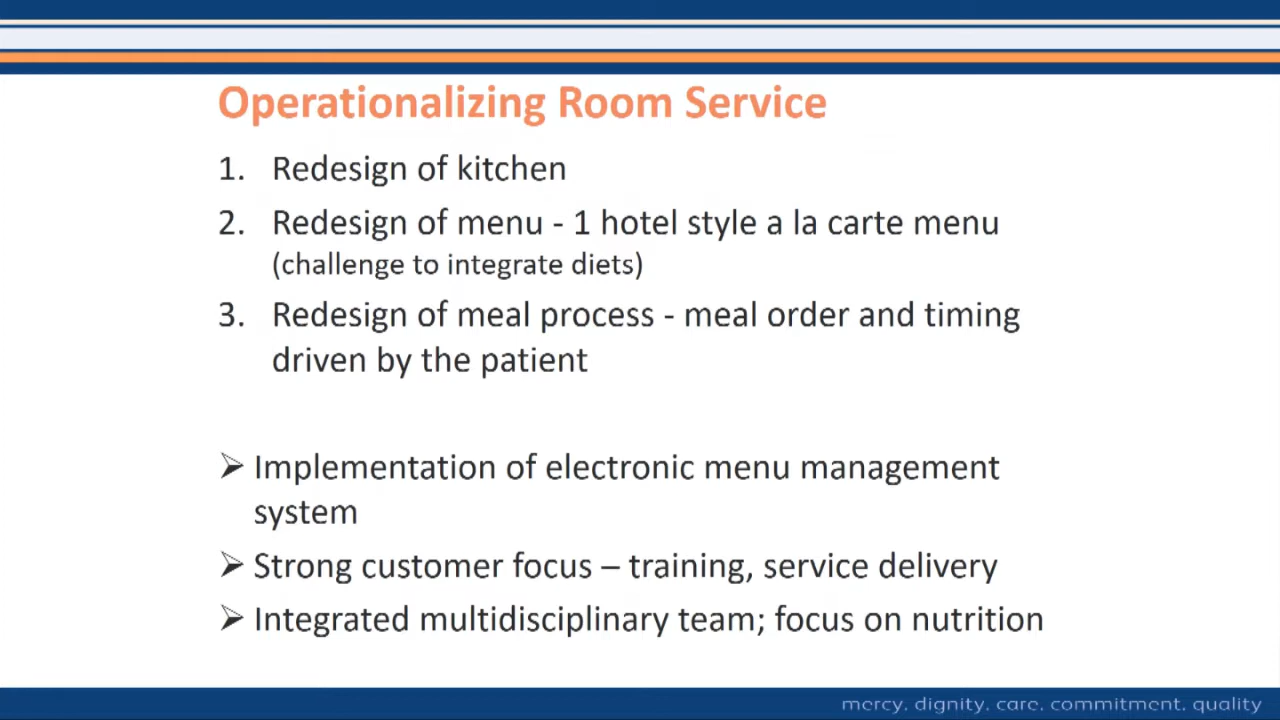 Operationalizing Room Service
1. Redesign of kitchen
2. Redesign of menu - 1 hotel style a la carte menu
(challenge to integrate diets)
3. Redesign of meal process - meal order and timing
driven by the patient
➢ Implementation of electronic menu management
system
➢ Strong customer focus – training, service delivery
➢ Integrated multidisciplinary team; focus on nutrition
mercy, dignity, care, commitment, quality